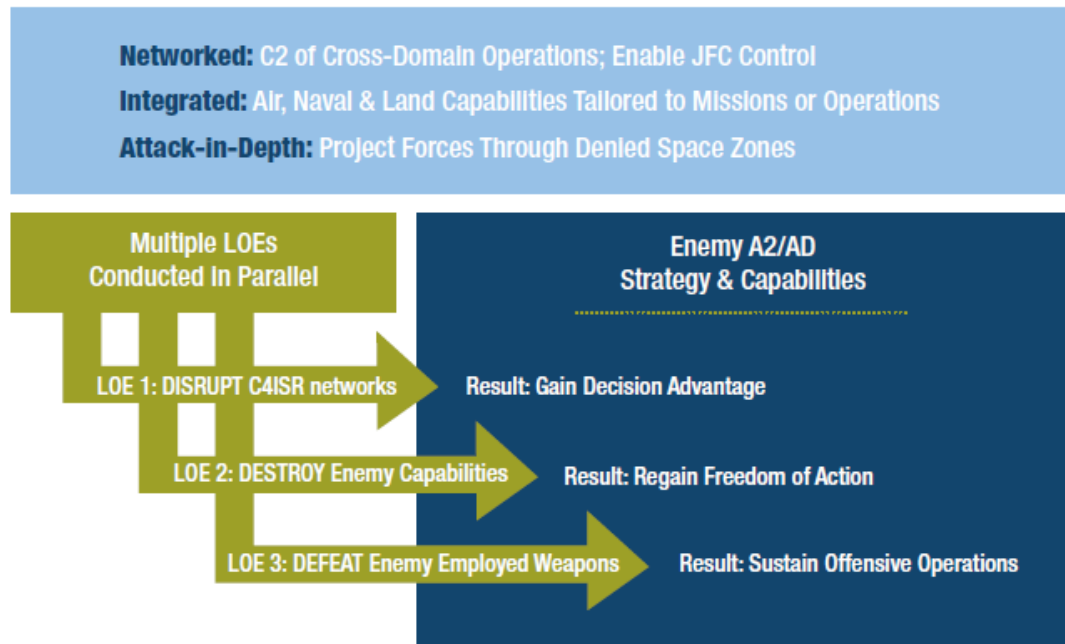 Networked: C2 of Cross-Domain Operations; Enable JFC Control
Integrated: Air, Naval & Land Capabilities Tailored to Missions or Operations
Attack-in-Depth: Project Forces Through Denied Space Zones
Multiple LOEs
Conducted in Parallel
Enemy A2/AD
Strategy & Capabilities
LOE 1: DISRUPT C4ISR networks
Result: Gain Decision Advantage
LOE 2: DESTROY Enemy Capabilities
Result: Regain Freedom of Action
LOE 3: DEFEAT Enemy Employed Weapons
Result: Sustain Offensive Operations